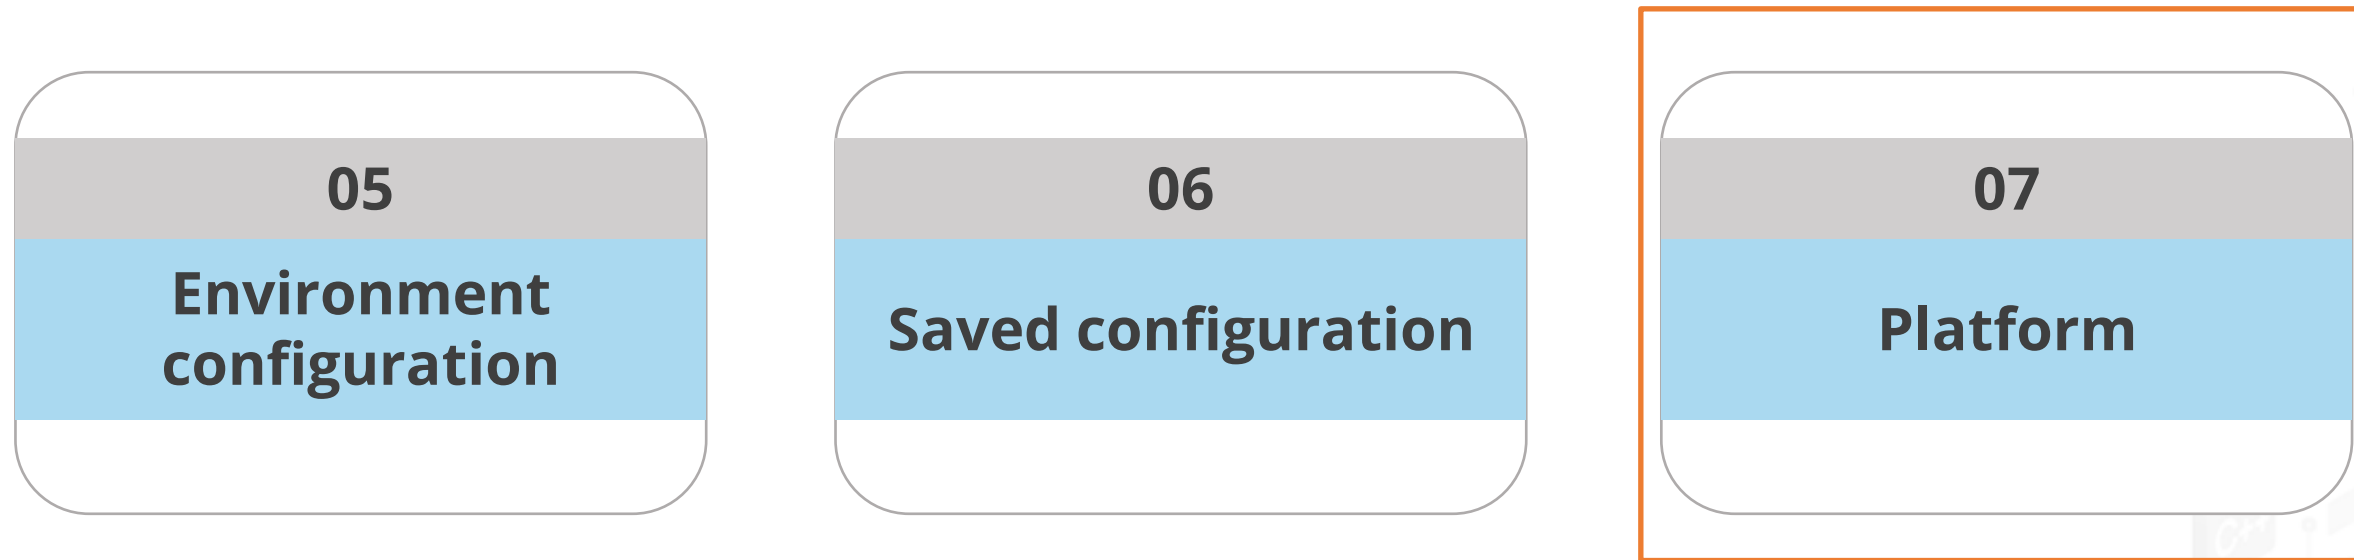 05
Environment
configuration
06
Saved configuration
07
Platform
C++